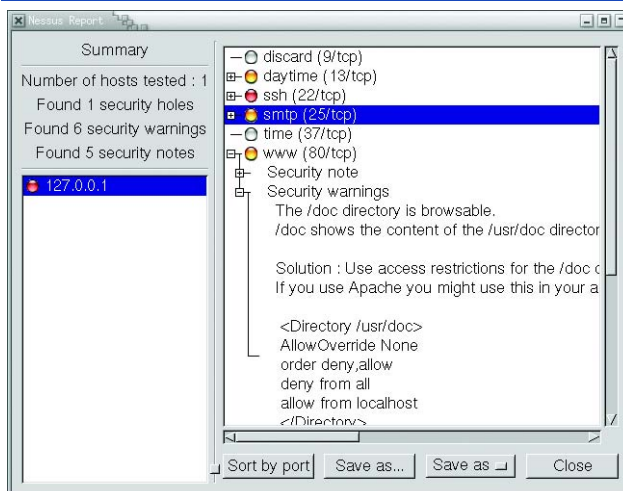 Nessus Report
Summary
Number of hosts tested : 1
Found 1 security holes
Found 6 security warnings
Found 5 security notes
127.0.0.1
discard (9/tcp)
daytime (13/tcp)
ssh (22/tcp)
smtp (25/tcp)
time (37/tcp)
www (80/tcp)
Security note
Security warnings
The /doc directory is browsable.
/doc shows the content of the /usr/doc director
Solution : Use access restrictions for the /doc
If you use Apache you might use this in your a
<Directory /usr/doc>
AllowOverride None
order deny,allow
deny from all
allow from localhost
</Directory>
Sort by port
Save as...
Save as
Close